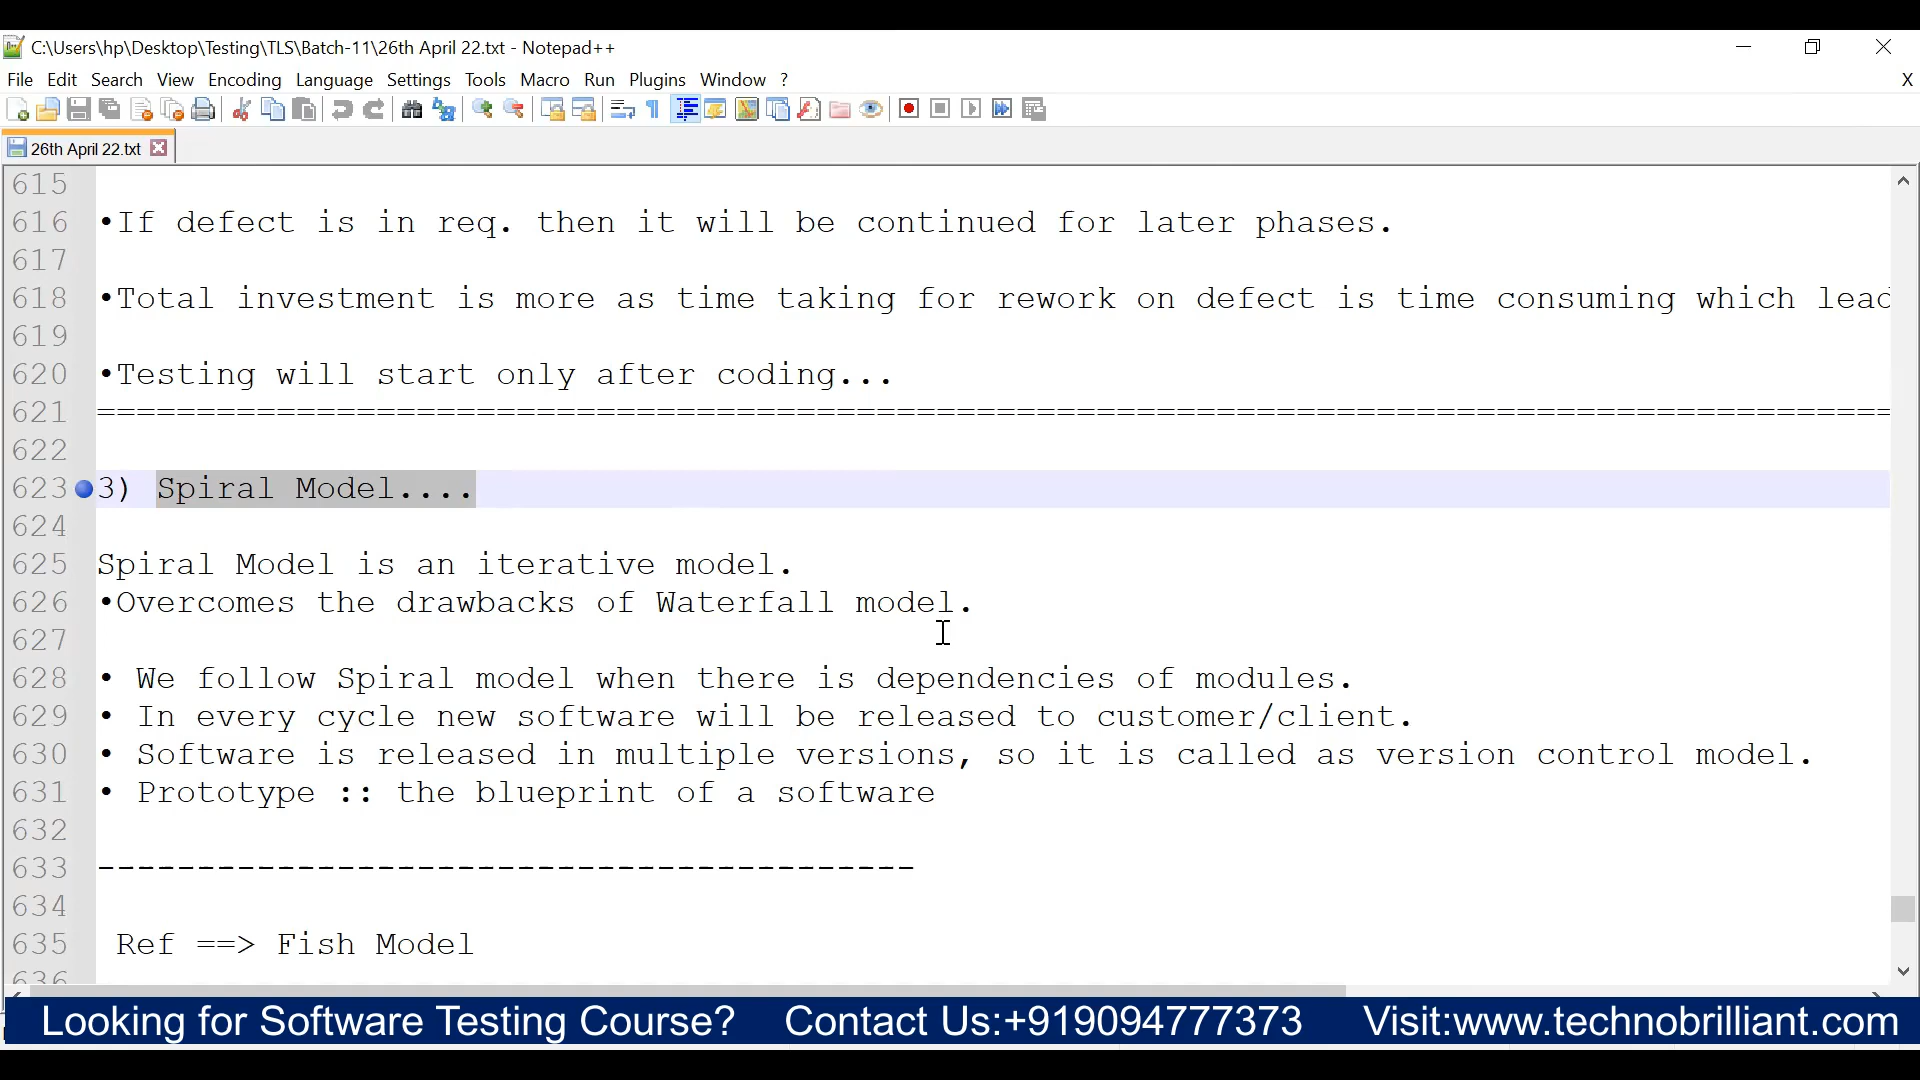 C:\Users\hp\Desktop\Testing\TLS\Batch-11\26th April 22.txt - Notepad++
File Edit Search View Encoding Language Settings Tools Macro Run Plugins Window ? X
26th April 22.txt
615
616 •If defect is in req. then it will be continued for later phases.
617
618 •Total investment is more as time taking for rework on defect is time consuming which lead
619
620 •Testing will start only after coding...
621 ==========================================================================================
622
623 3) Spiral Model....
624
625 Spiral Model is an iterative model.
626 •Overcomes the drawbacks of Waterfall model.
627
628 • We follow Spiral model when there is dependencies of modules.
629 • In every cycle new software will be released to customer/client.
630 • Software is released in multiple versions, so it is called as version control model.
631 • Prototype :: the blueprint of a software
632
633 -----------------------------------------
634
635 Ref ==> Fish Model
636
Looking for Software Testing Course? Contact Us:+919094777373 Visit:www.technobrilliant.com